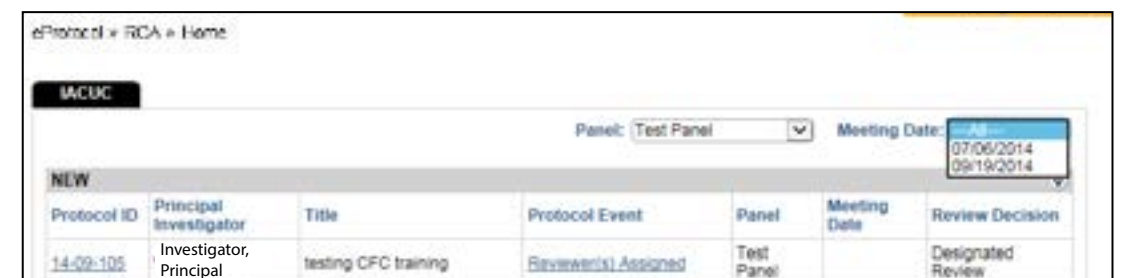 eProtocol » RCA » Home
IACUC
Panel: Test Panel Meeting Date: ---All---
07/06/2014
09/19/2014
NEW
Protocol ID Principal Investigator Title Protocol Event Panel Meeting Date Review Decision
14-09-105 Investigator, Principal testing CFC training Reviewer(s) Assigned Test Panel Designated Review